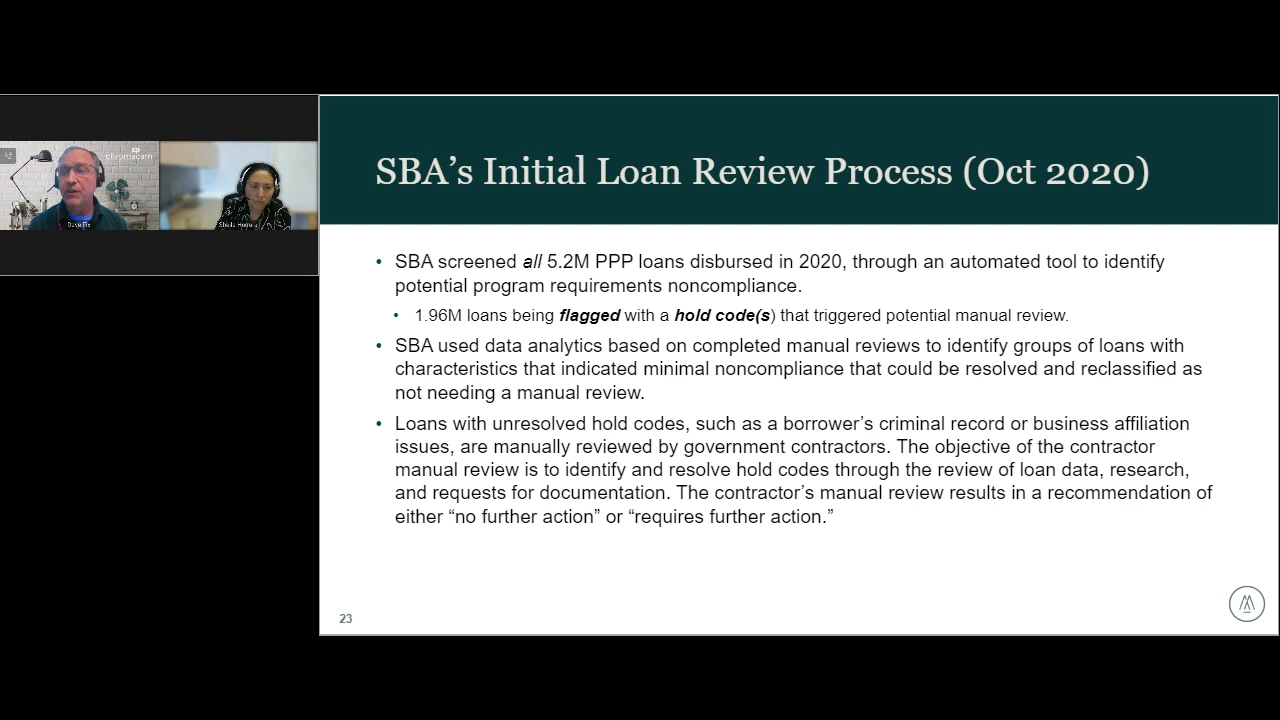 chromacam
Dave Fix
SBA’s Initial Loan Review Process (Oct 2020)
• SBA screened all 5.2M PPP loans disbursed in 2020, through an automated tool to identify
potential program requirements noncompliance.
• 1.96M loans being flagged with a hold code(s) that triggered potential manual review.
• SBA used data analytics based on completed manual reviews to identify groups of loans with
characteristics that indicated minimal noncompliance that could be resolved and reclassified as
not needing a manual review.
• Loans with unresolved hold codes, such as a borrower’s criminal record or business affiliation
issues, are manually reviewed by government contractors. The objective of the contractor
manual review is to identify and resolve hold codes through the review of loan data, research,
and requests for documentation. The contractor’s manual review results in a recommendation of
either “no further action” or “requires further action.”
23